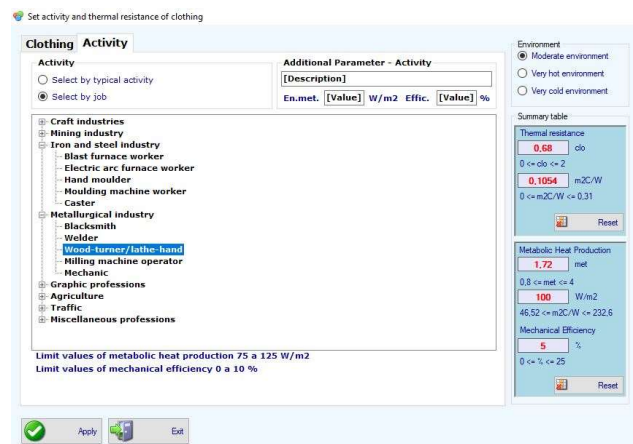 Set activity and thermal resistance of clothing
Clothing Activity
Activity
Select by typical activity
Select by job
Additional Parameter - Activity
[Description]
En.met. [Value] W/m2 Effic. [Value] %
Craft industries
Mining industry
Iron and steel industry
Blast furnace worker
Electric arc furnace worker
Hand moulder
Moulding machine worker
Caster
Metallurgical industry
Blacksmith
Welder
Wood-turner/lathe-hand
Milling machine operator
Mechanic
Graphic professions
Agriculture
Traffic
Miscellaneous professions
Limit values of metabolic heat production 75 a 125 W/m2
Limit values of mechanical efficiency 0 a 10 %
Apply Exit
Environment
Moderate environment
Very hot environment
Very cold environment
Summary table
Thermal resistance
0,68 clo
0 <= clo <= 2
0,1054 m2C/W
0 <= m2C/W <= 0,31
Reset
Metabolic Heat Production
1,72 met
0,8 <= met <= 4
100 W/m2
46,52 <= m2C/W <= 232,6
Mechanical Efficiency
5 %
0 <= % <= 25
Reset